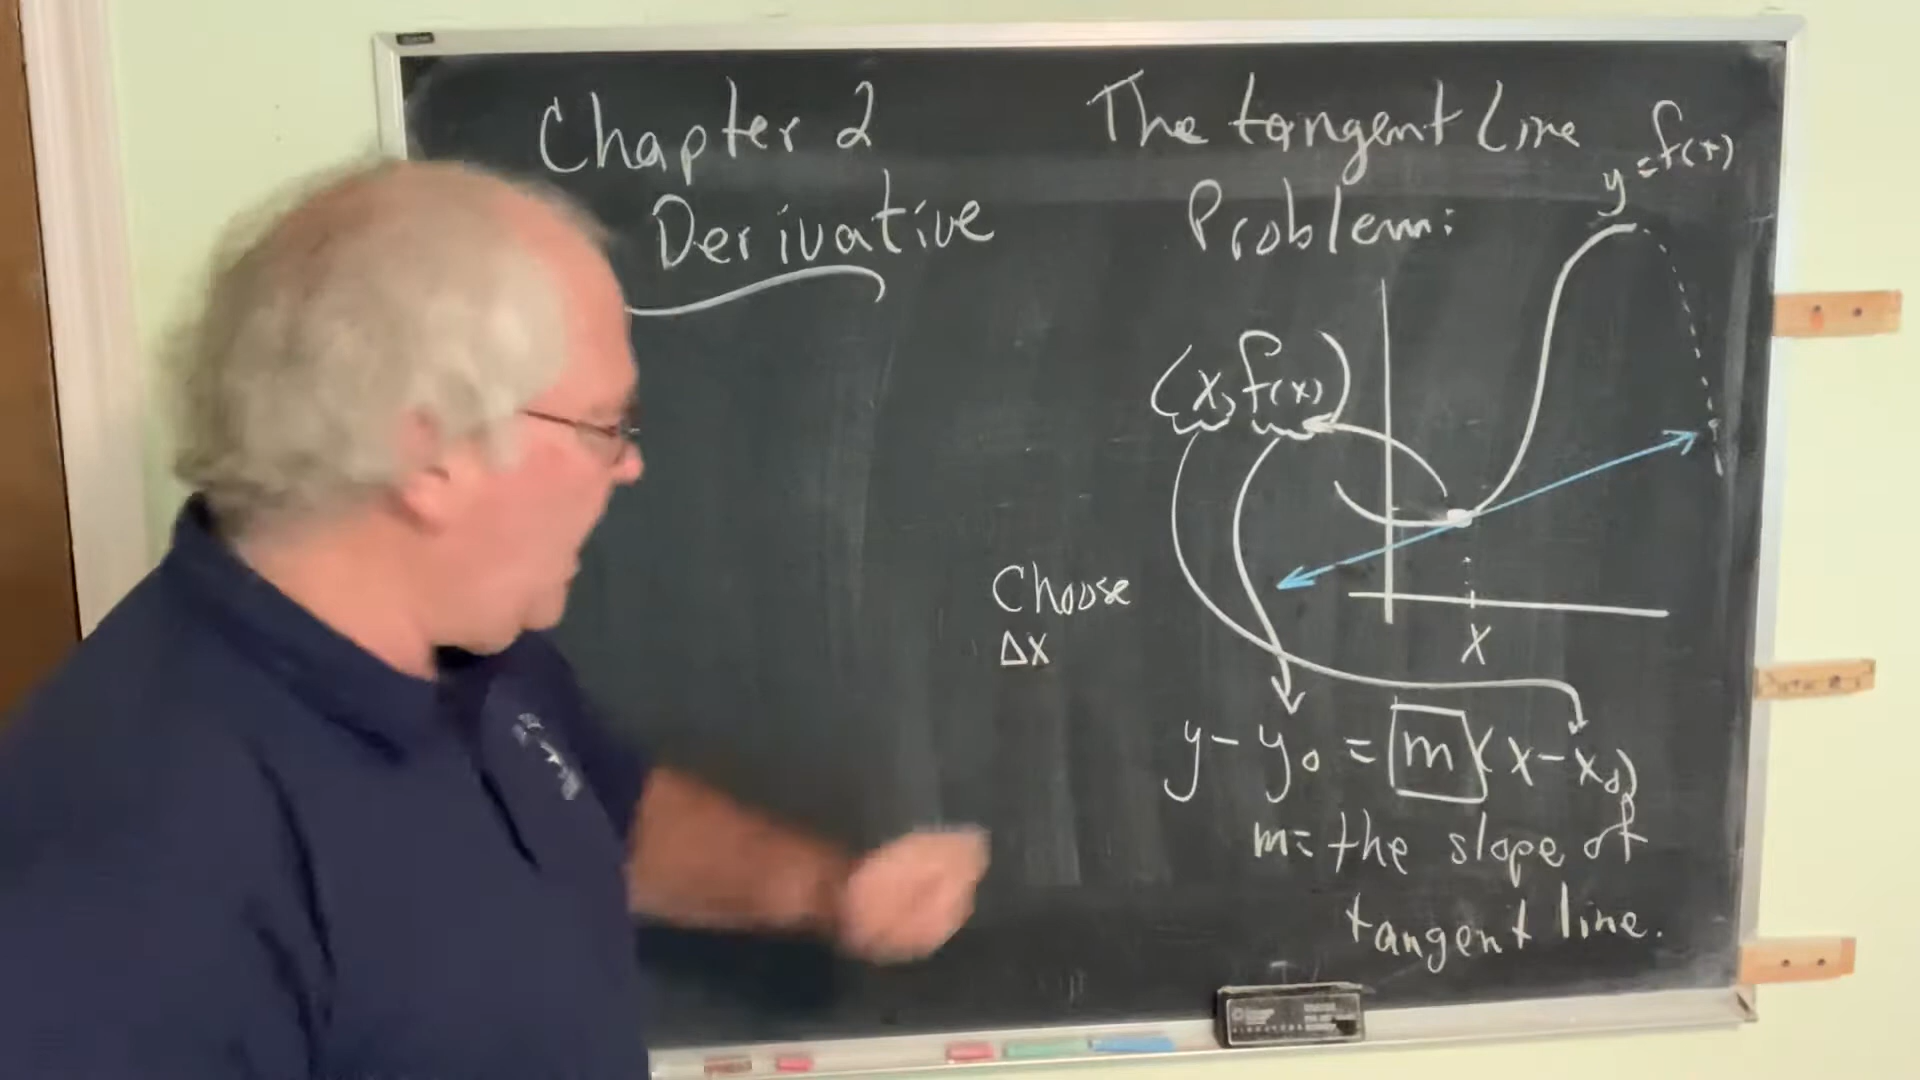 Chapter 2
Derivative
The tangent Line
Problem:
y = f(x)
(x, f(x))
Choose
Δx
x
y - y₀ = m (x - x₀)
m = the slope of
tangent line.